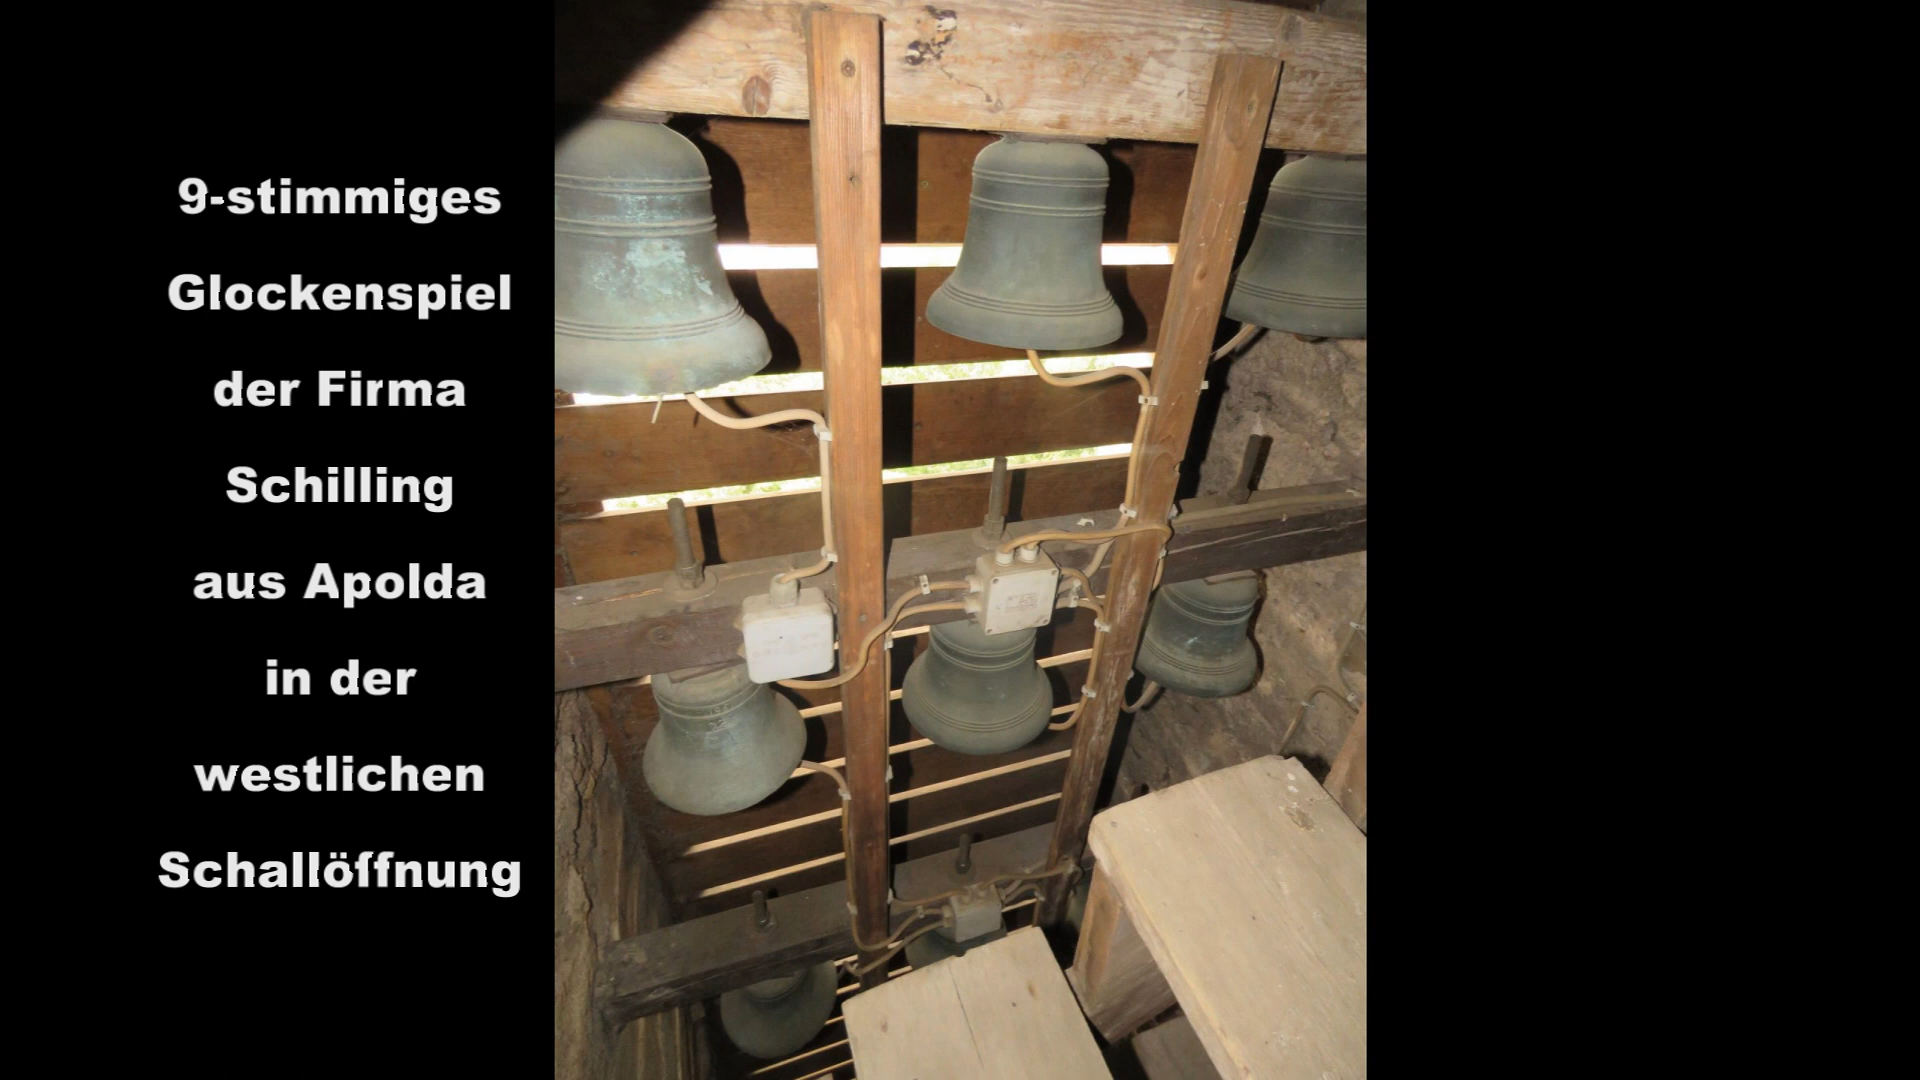 9-stimmiges
Glockenspiel
der Firma
Schilling
aus Apolda
in der
westlichen
Schallöffnung